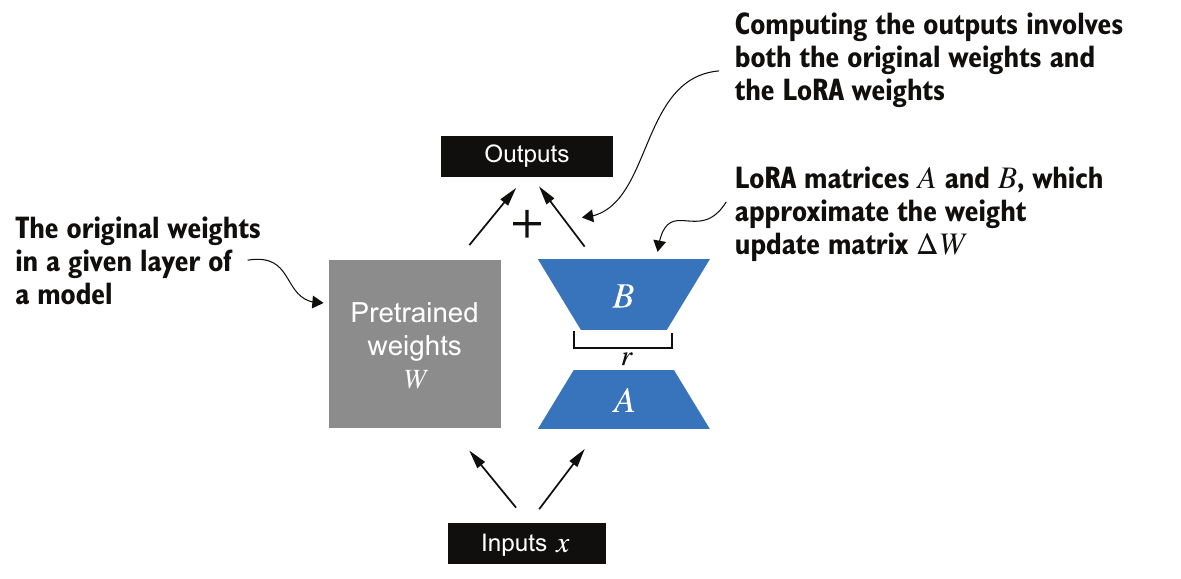 Computing the outputs involves
both the original weights and
the LoRA weights
Outputs
+
LoRA matrices A and B, which
approximate the weight
update matrix ΔW
The original weights
in a given layer of
a model
Pretrained
weights
W
B
r
A
Inputs x